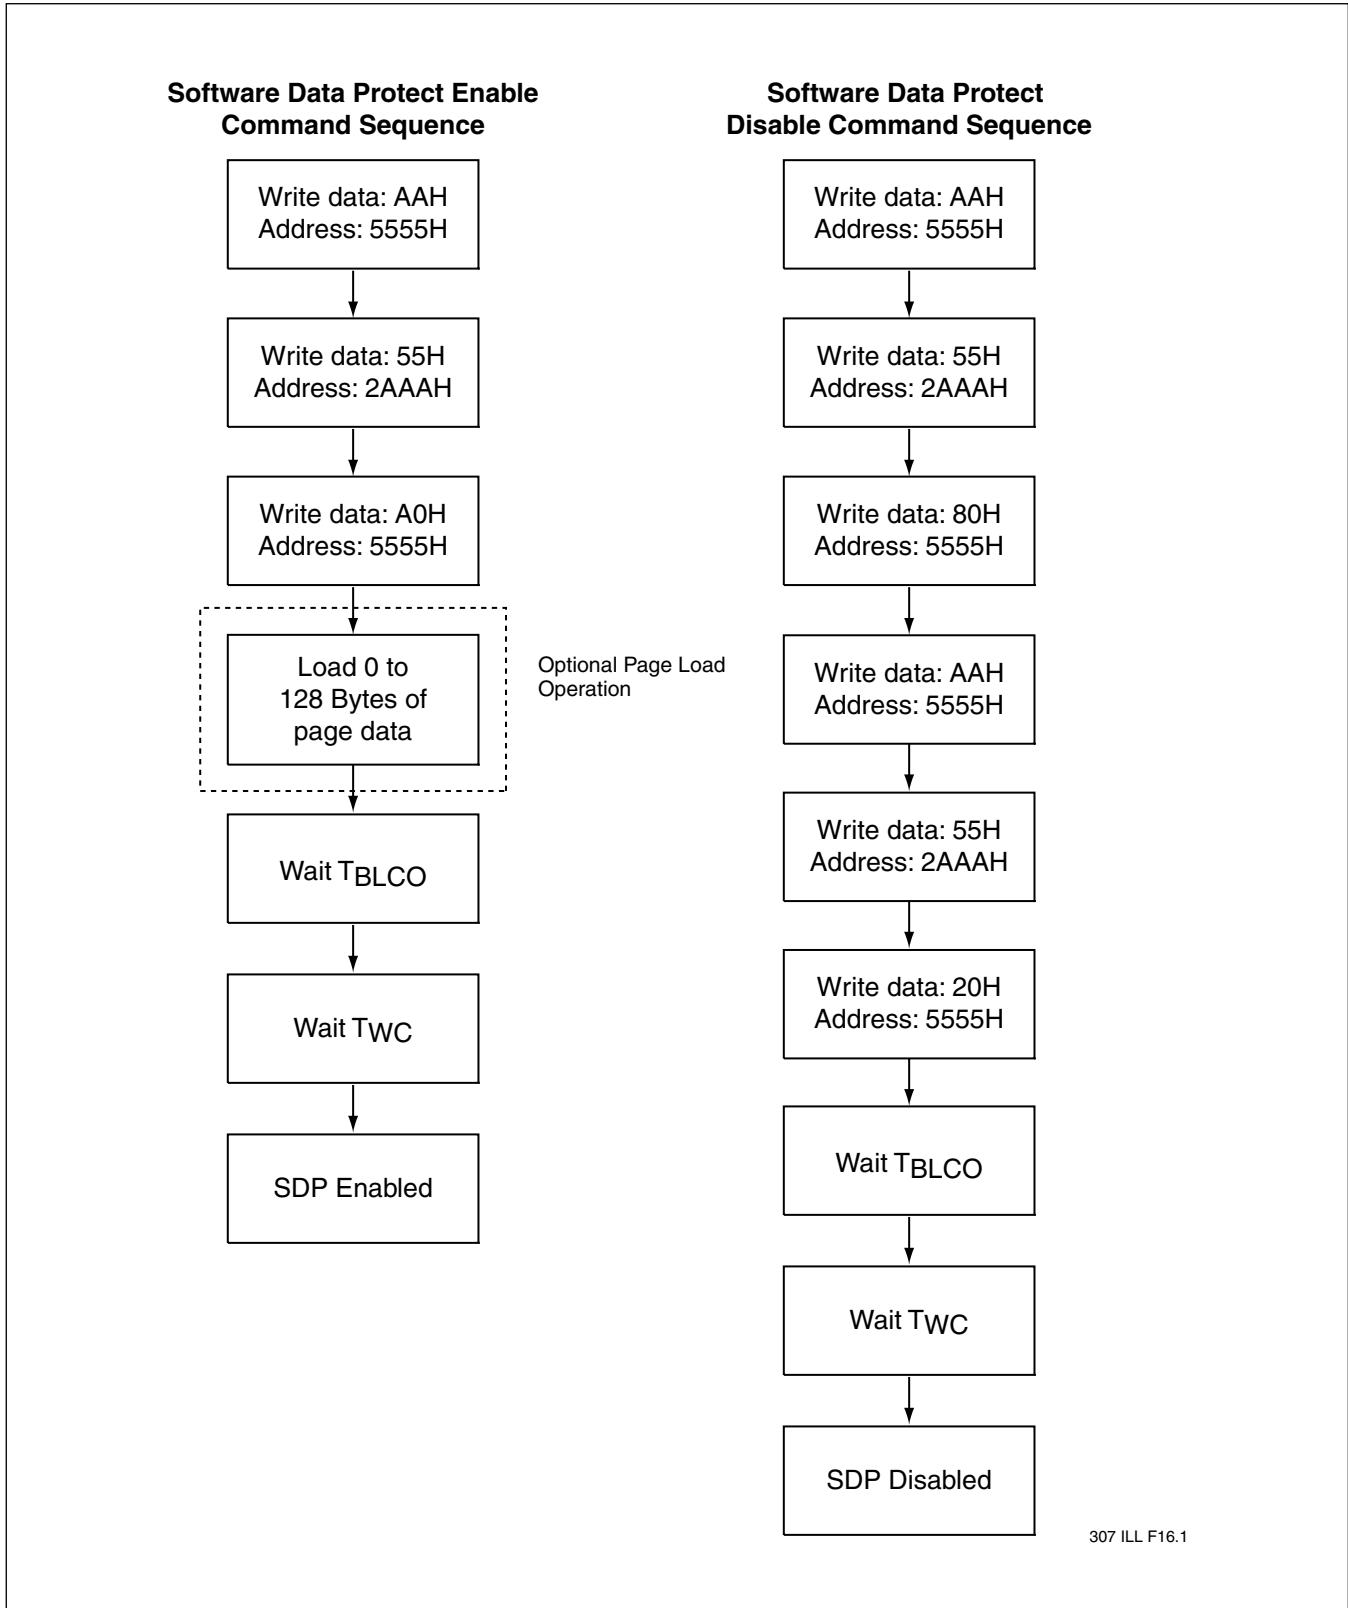 Software Data Protect Enable
Command Sequence
Write data: AAH
Address: 5555H
Write data: 55H
Address: 2AAAH
Write data: A0H
Address: 5555H
Load 0 to
128 Bytes of
page data
Optional Page Load
Operation
Wait TBLCO
Wait TWC
SDP Enabled
Software Data Protect
Disable Command Sequence
Write data: AAH
Address: 5555H
Write data: 55H
Address: 2AAAH
Write data: 80H
Address: 5555H
Write data: AAH
Address: 5555H
Write data: 55H
Address: 2AAAH
Write data: 20H
Address: 5555H
Wait TBLCO
Wait TWC
SDP Disabled
307 ILL F16.1